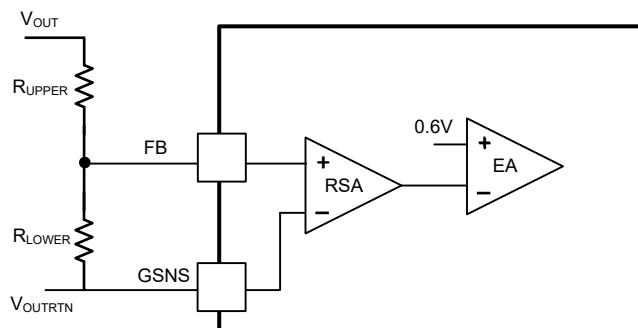 VOUT
RUPPER
FB
0.6V
+
EA
−
+
RSA
−
RLOWER
GSNS
VOUTRTN